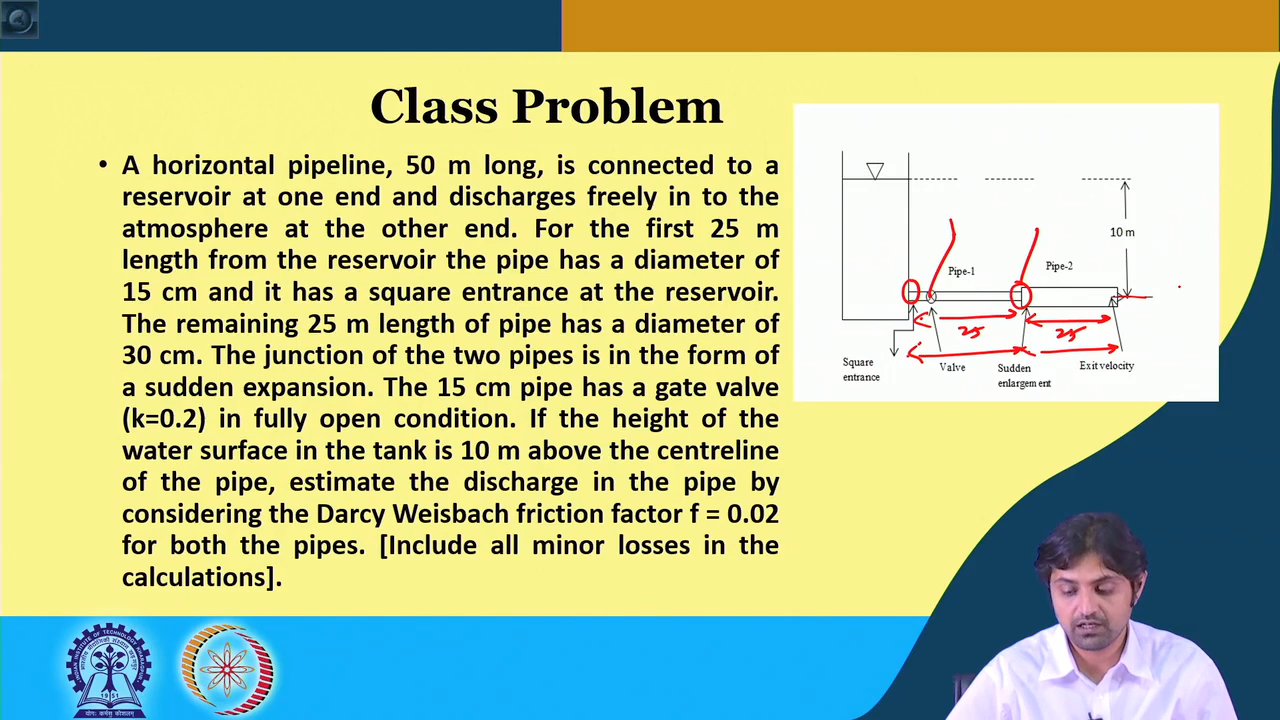 Class Problem
• A horizontal pipeline, 50 m long, is connected to a
reservoir at one end and discharges freely in to the
atmosphere at the other end. For the first 25 m
length from the reservoir the pipe has a diameter of
15 cm and it has a square entrance at the reservoir.
The remaining 25 m length of pipe has a diameter of
30 cm. The junction of the two pipes is in the form of
a sudden expansion. The 15 cm pipe has a gate valve
(k=0.2) in fully open condition. If the height of the
water surface in the tank is 10 m above the centreline
of the pipe, estimate the discharge in the pipe by
considering the Darcy Weisbach friction factor f = 0.02
for both the pipes. [Include all minor losses in the
calculations].
10 m
Pipe-1
Pipe-2
25
25
Square
entrance
Valve
Sudden
enlargement
Exit velocity
1951